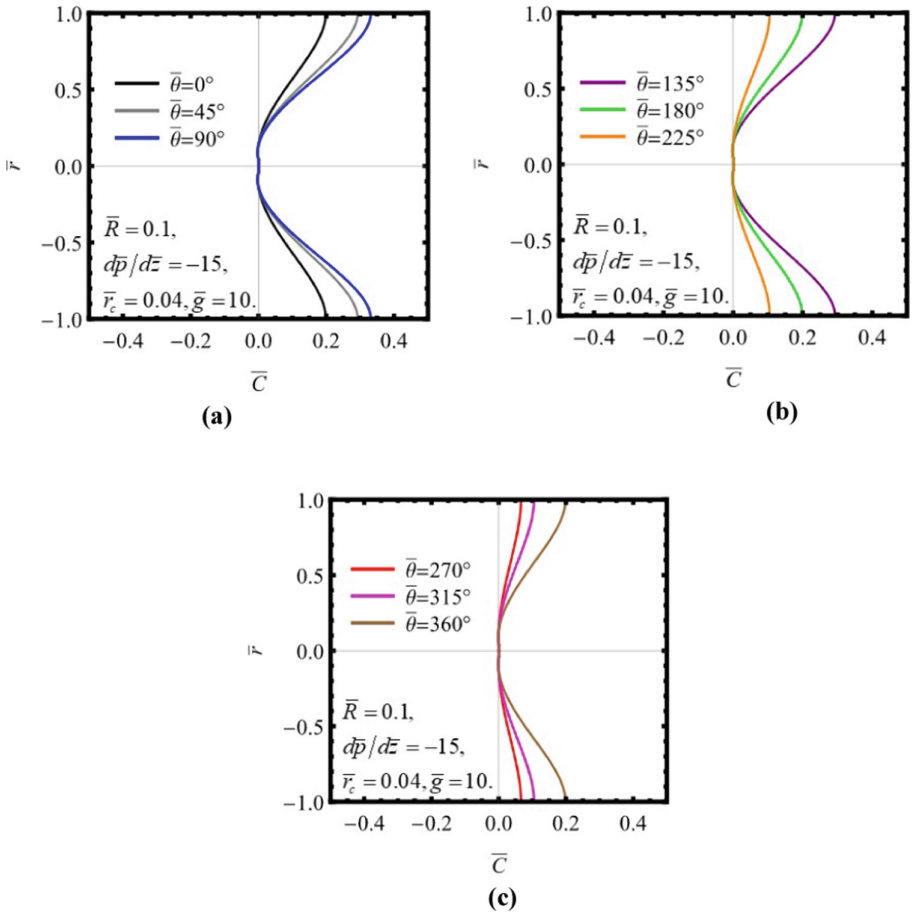 1.0
0.5
0.0
−0.5
−1.0
r̅
θ̅=0°
θ̅=45°
θ̅=90°
R̅ = 0.1,
dp̅/dz̅ = −15,
r̅_c = 0.04, g̅ = 10.
−0.4 −0.2 0.0 0.2 0.4
C̅
(a)
1.0
0.5
0.0
−0.5
−1.0
r̅
θ̅=135°
θ̅=180°
θ̅=225°
R̅ = 0.1,
dp̅/dz̅ = −15,
r̅_c = 0.04, g̅ = 10.
−0.4 −0.2 0.0 0.2 0.4
C̅
(b)
1.0
0.5
0.0
−0.5
−1.0
r̅
θ̅=270°
θ̅=315°
θ̅=360°
R̅ = 0.1,
dp̅/dz̅ = −15,
r̅_c = 0.04, g̅ = 10.
−0.4 −0.2 0.0 0.2 0.4
C̅
(c)